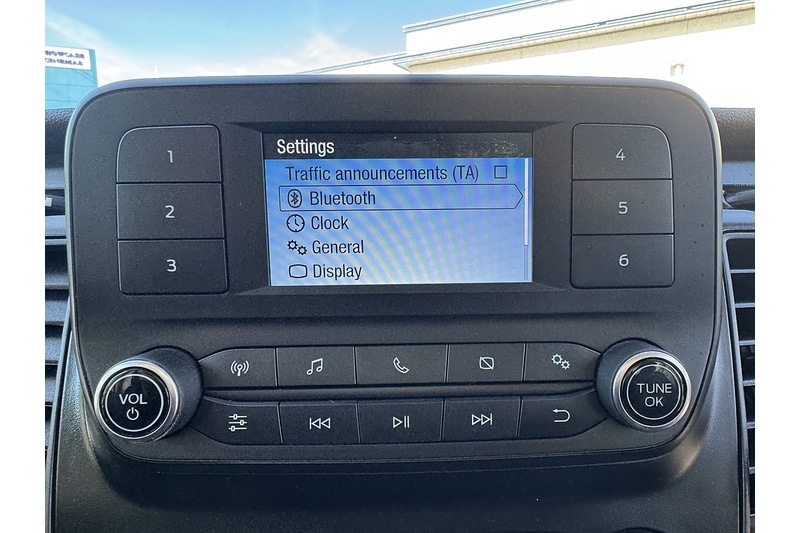 Settings
Traffic announcements (TA)
Bluetooth
Clock
General
Display
1
2
3
4
5
6
VOL
TUNE
OK